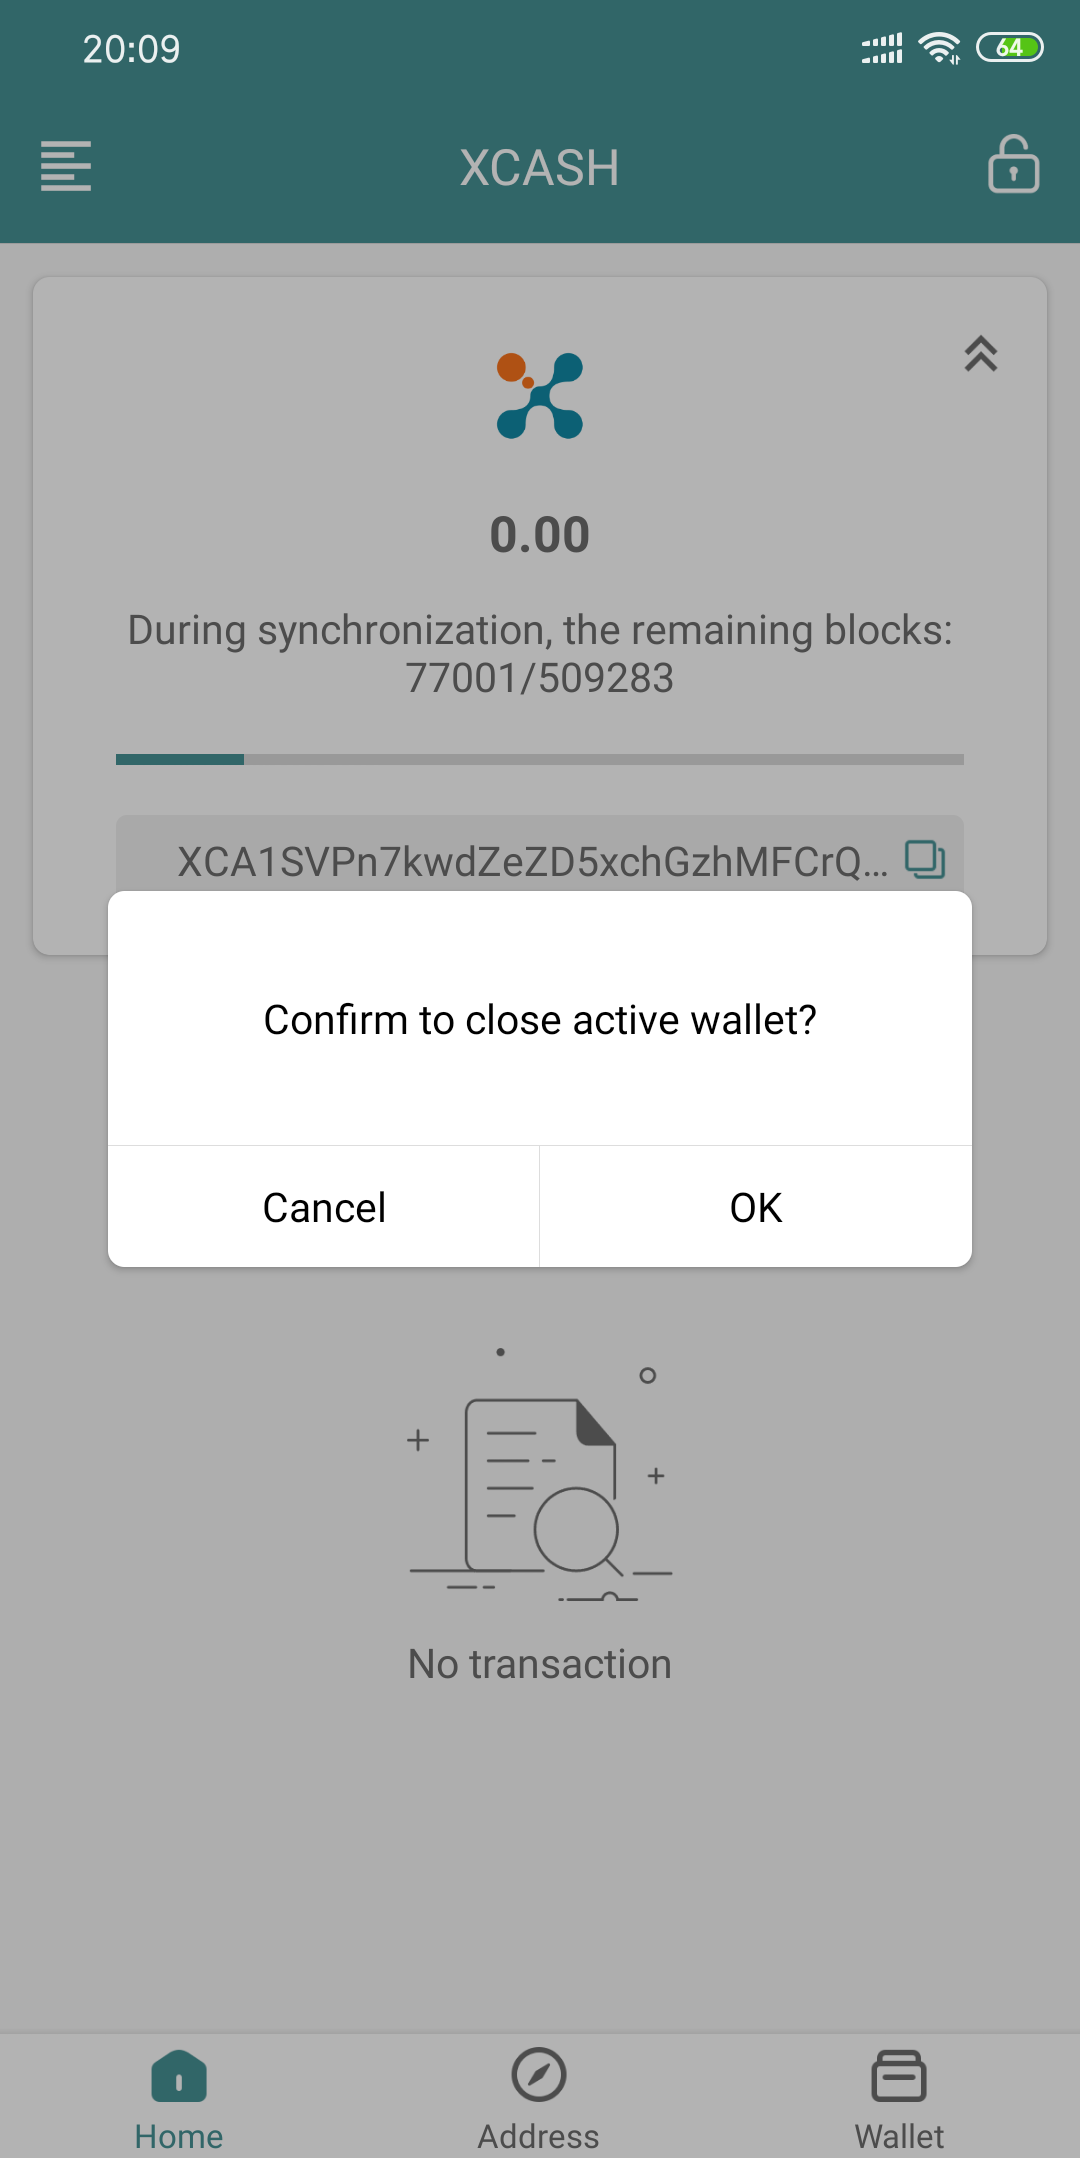 20:09
64
XCASH
0.00
During synchronization, the remaining blocks:
77001/509283
XCA1SVPn7kwdZeZD5xchGzhMFCrQ...
Confirm to close active wallet?
Cancel
OK
No transaction
Home
Address
Wallet